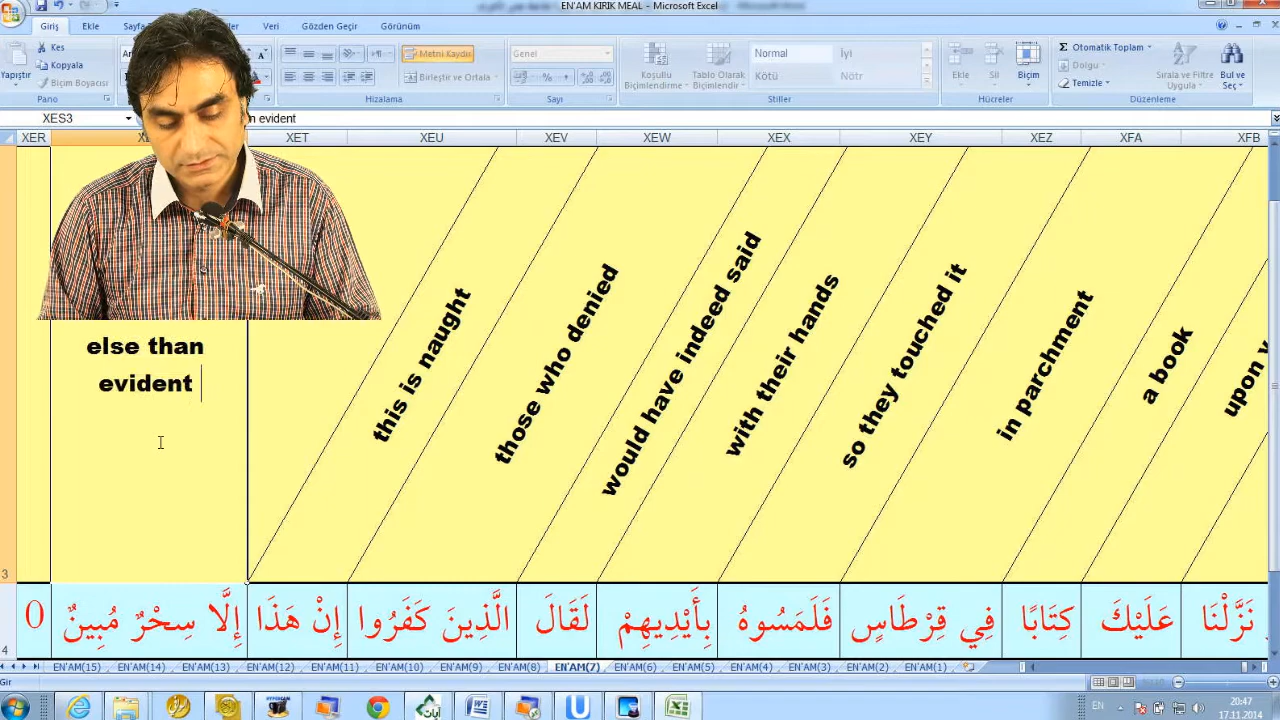 EN'AM KIRIK MEAL - Microsoft Excel
Giriş Ekle Veri Gözden Geçir Görünüm
Yapıştır
Kes
Kopyala
Biçim Boyacısı
Pano
Metni Kaydır
Birleştir ve Ortala
Hizalama
Genel
Sayı
Koşullu Biçimlendirme
Tablo Olarak Biçimlendir
Normal İyi
Kötü Nötr
Stiller
Ekle Sil Biçim
Hücreler
Σ Otomatik Toplam
Dolgu
Temizle
Sırala ve Filtre Uygula
Bul ve Seç
Düzenleme
XES3
evident
XER XET XEU XEV XEW XEX XEY XEZ XFA XFB
else than
evident
this is naught
those who denied
would have indeed said
with their hands
so they touched it
in parchment
a book
upon
3
نَزَّلْنَا عَلَيْكَ كِتَابًا فِي قِرْطَاسٍ فَلَمَسُوهُ بِأَيْدِيهِمْ لَقَالَ الَّذِينَ كَفَرُوا إِنْ هَذَا إِلَّا سِحْرٌ مُبِينٌ 0
4
EN'AM(15) EN'AM(14) EN'AM(13) EN'AM(12) EN'AM(11) EN'AM(10) EN'AM(9) EN'AM(8) EN'AM(7) EN'AM(6) EN'AM(5) EN'AM(4) EN'AM(3) EN'AM(2) EN'AM(1)
Gir
EN
20:47
17.11.2014